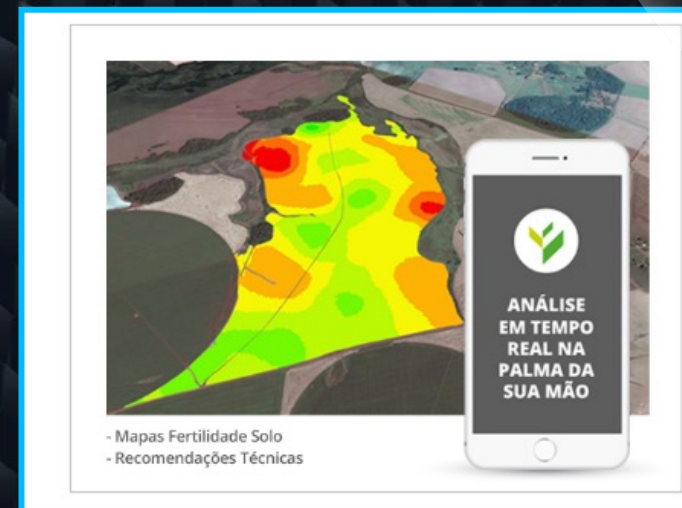 ANÁLISE
EM TEMPO
REAL NA
PALMA DA
SUA MÃO
- Mapas Fertilidade Solo
- Recomendações Técnicas